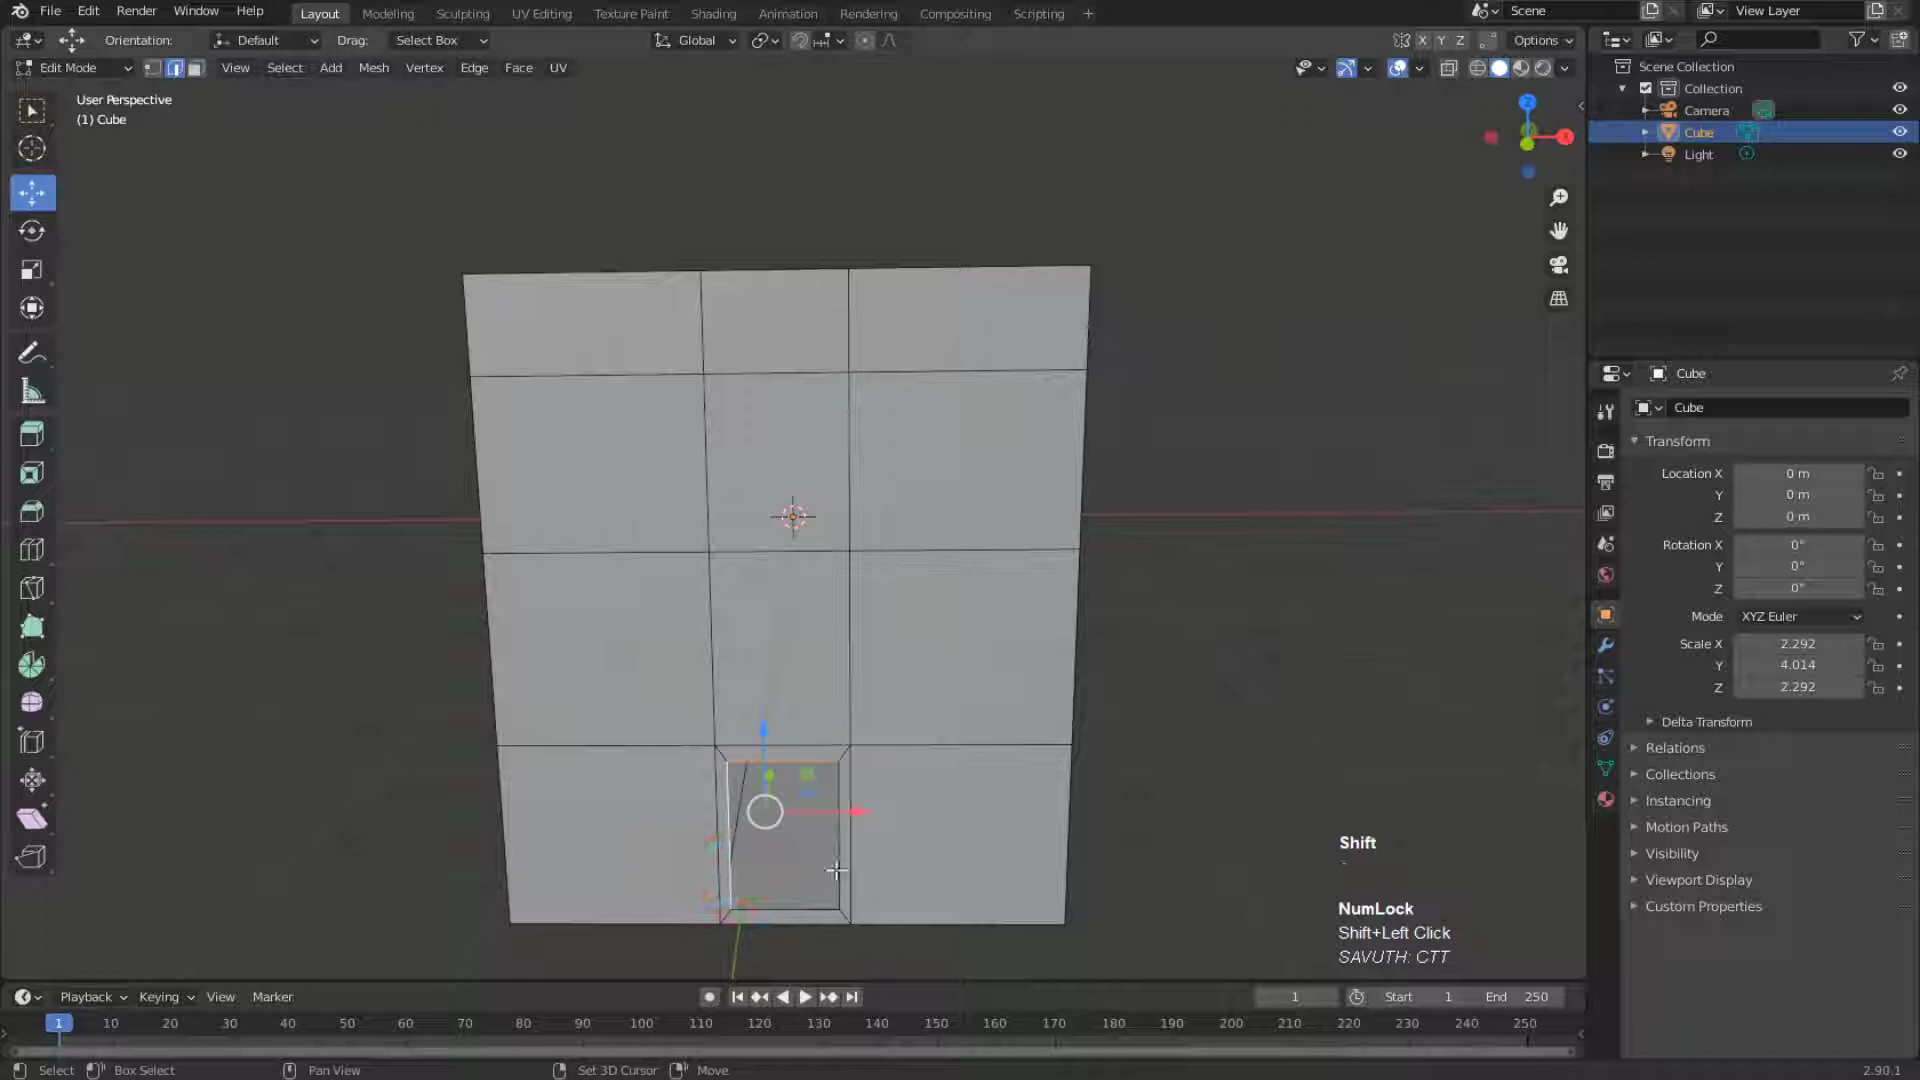 File Edit Render Window Help Layout Modeling Sculpting UV Editing Texture Paint Shading Animation Rendering Compositing Scripting + Scene View Layer
Orientation: Default Drag: Select Box Global X Y Z Options
Edit Mode View Select Add Mesh Vertex Edge Face UV
User Perspective
(1) Cube
Z
X
Scene Collection
Collection
Camera
Cube
Light
Cube
Cube
Transform
Location X 0 m
Y 0 m
Z 0 m
Rotation X 0°
Y 0°
Z 0°
Mode XYZ Euler
Scale X 2.292
Y 4.014
Z 2.292
Delta Transform
Relations
Collections
Instancing
Motion Paths
Visibility
Viewport Display
Custom Properties
Shift
-
NumLock
Shift+Left Click
SAVUTH: CTT
Playback Keying View Marker 1 Start 1 End 250
1 10 20 30 40 50 60 70 80 90 100 110 120 130 140 150 160 170 180 190 200 210 220 230 240 250
Select Box Select Pan View Set 3D Cursor Move 2.90.1